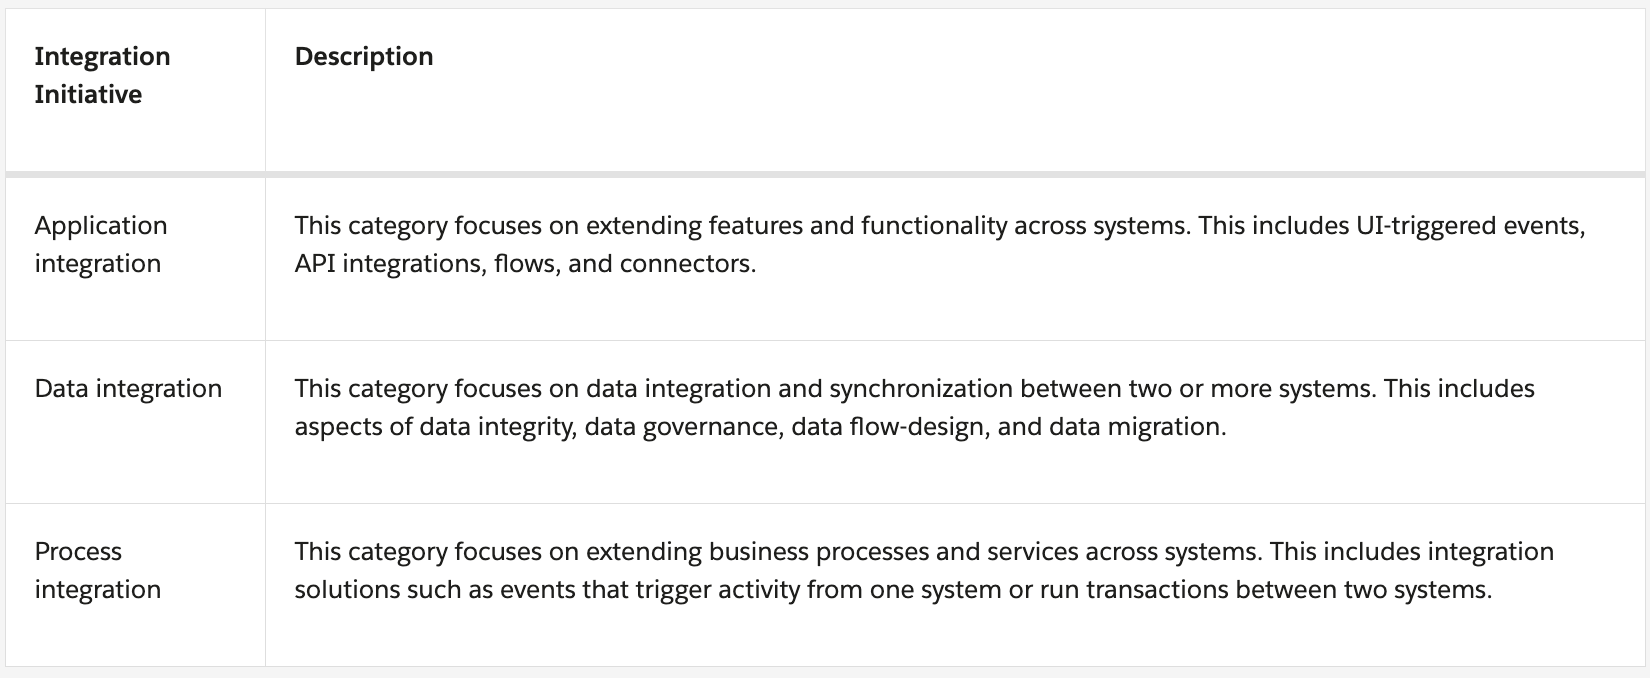 Integration
Initiative
Description
Application
integration
This category focuses on extending features and functionality across systems. This includes UI-triggered events,
API integrations, flows, and connectors.
Data integration
This category focuses on data integration and synchronization between two or more systems. This includes
aspects of data integrity, data governance, data flow-design, and data migration.
Process
integration
This category focuses on extending business processes and services across systems. This includes integration
solutions such as events that trigger activity from one system or run transactions between two systems.